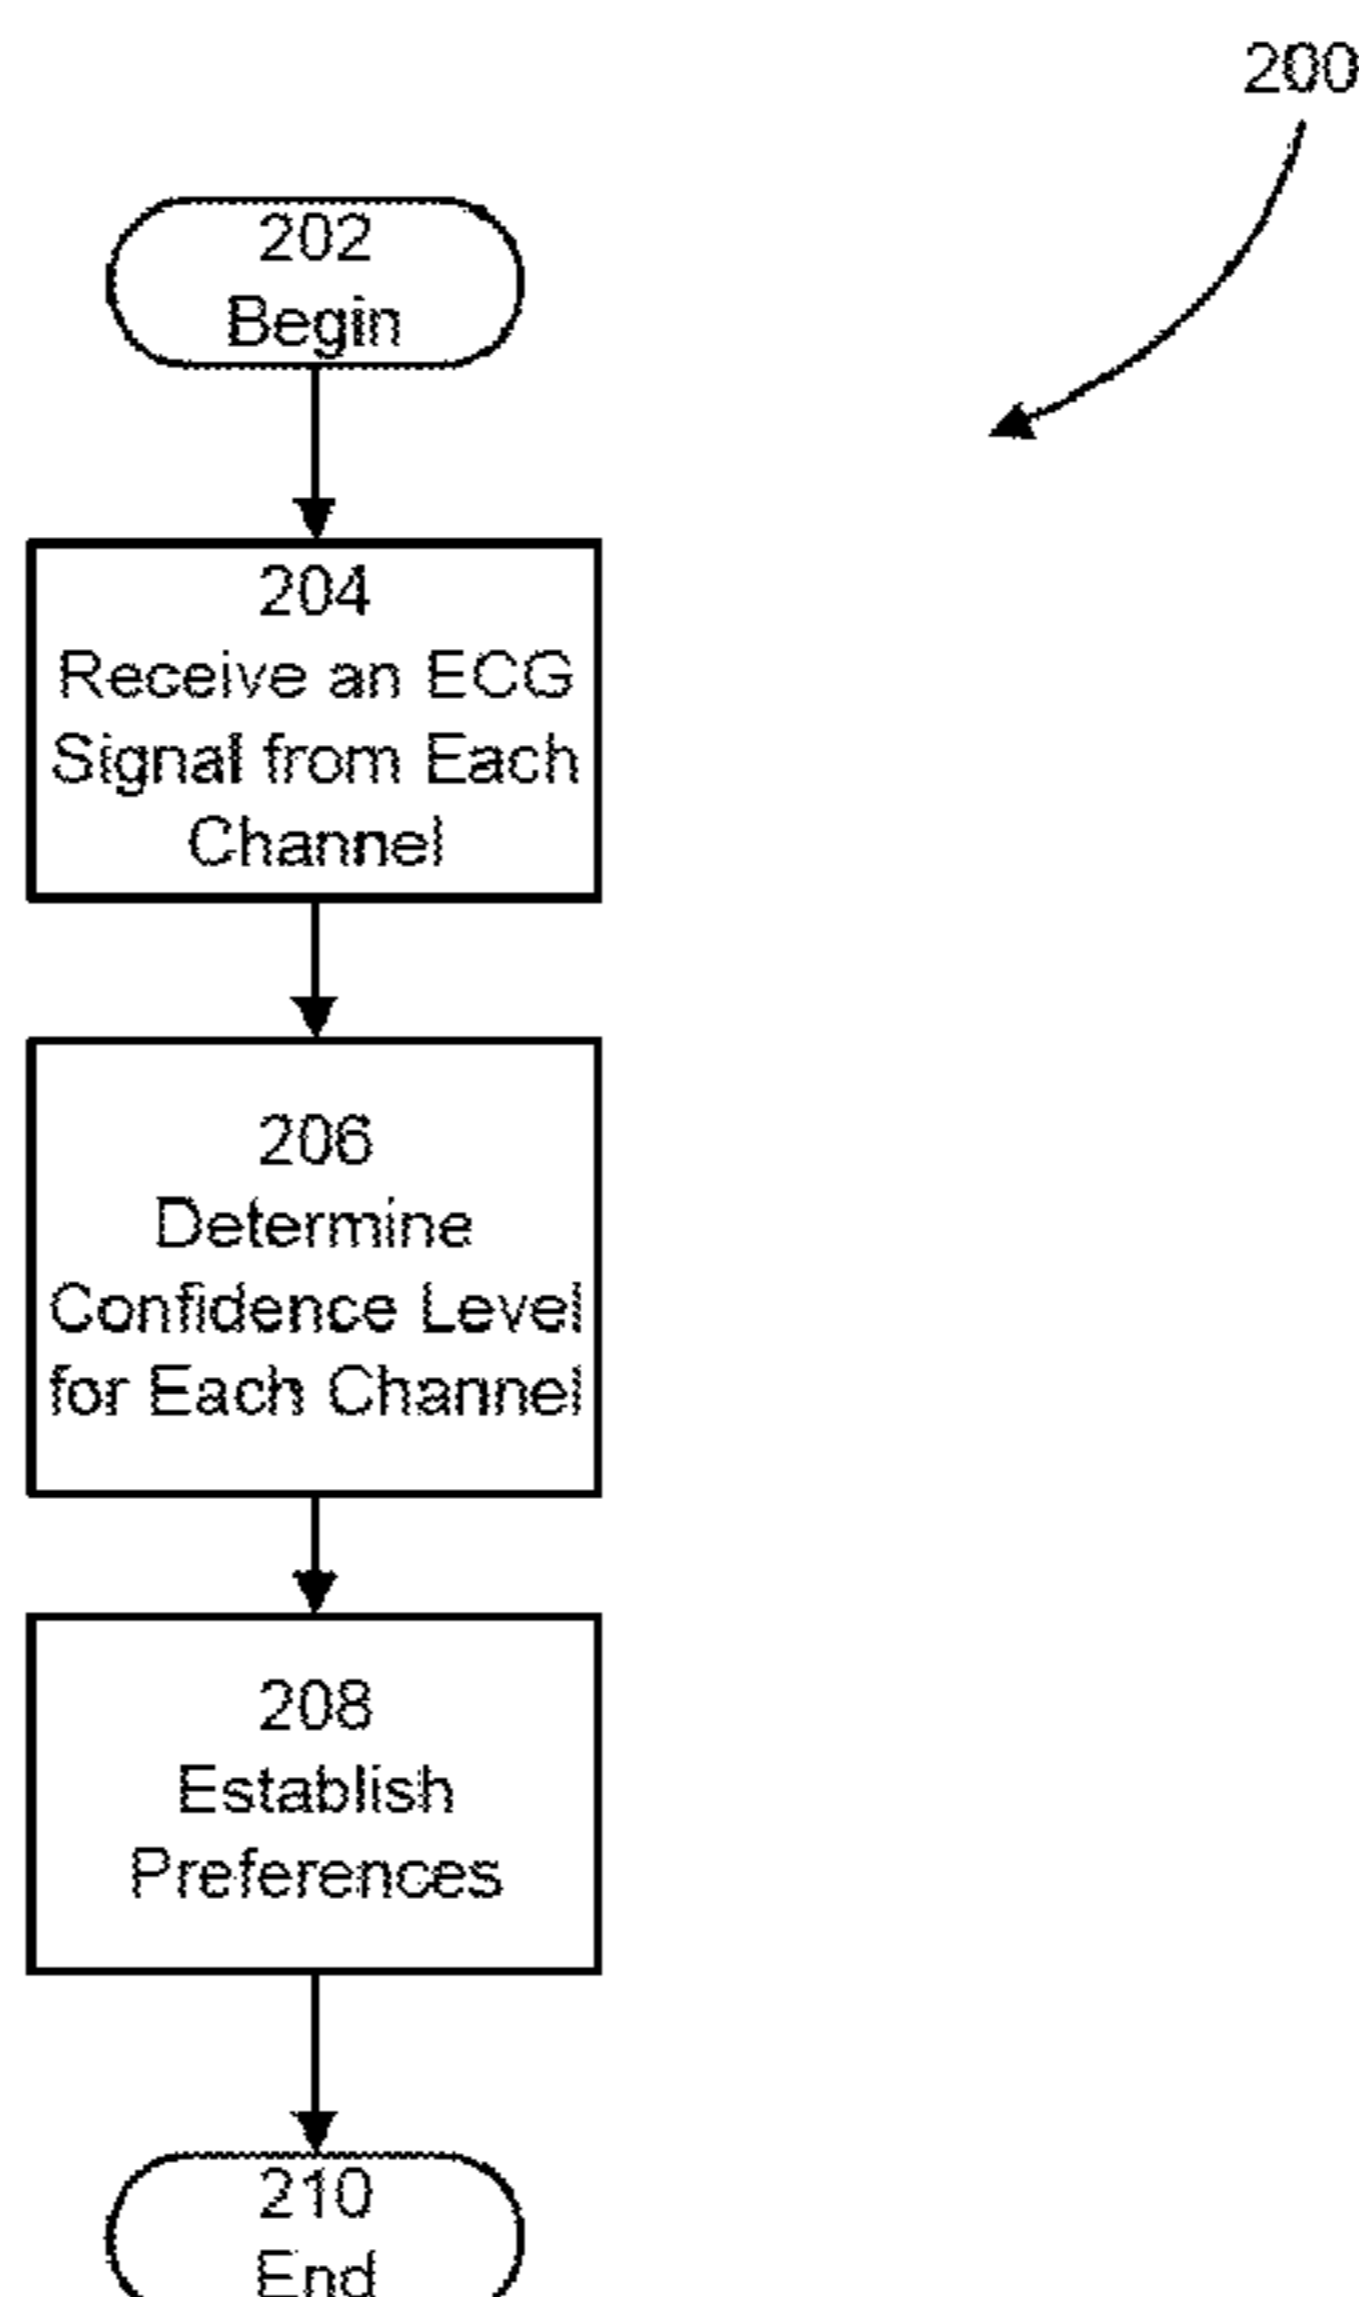 200
202
Begin
204
Receive an ECG
Signal from Each
Channel
206
Determine
Confidence Level
for Each Channel
208
Establish
Preferences
210
End